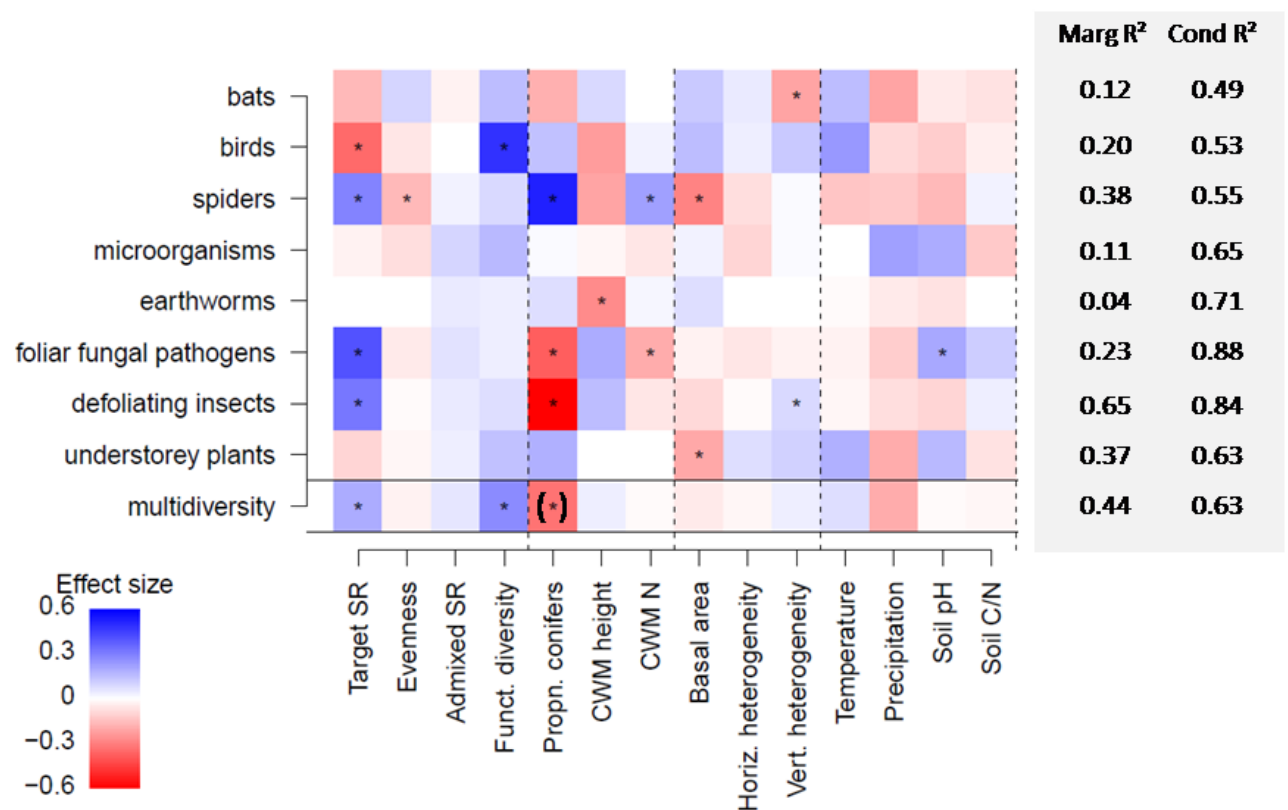 Marg R² Cond R²
bats * 0.12 0.49
birds * * 0.20 0.53
spiders * * * * * 0.38 0.55
microorganisms 0.11 0.65
earthworms * 0.04 0.71
foliar fungal pathogens * * * * 0.23 0.88
defoliating insects * * * 0.65 0.84
understorey plants * 0.37 0.63
multidiversity * * (*) 0.44 0.63
Effect size
0.6
0.3
0
−0.3
−0.6
Target SR
Evenness
Admixed SR
Funct. diversity
Propn. conifers
CWM height
CWM N
Basal area
Horiz. heterogeneity
Vert. heterogeneity
Temperature
Precipitation
Soil pH
Soil C/N